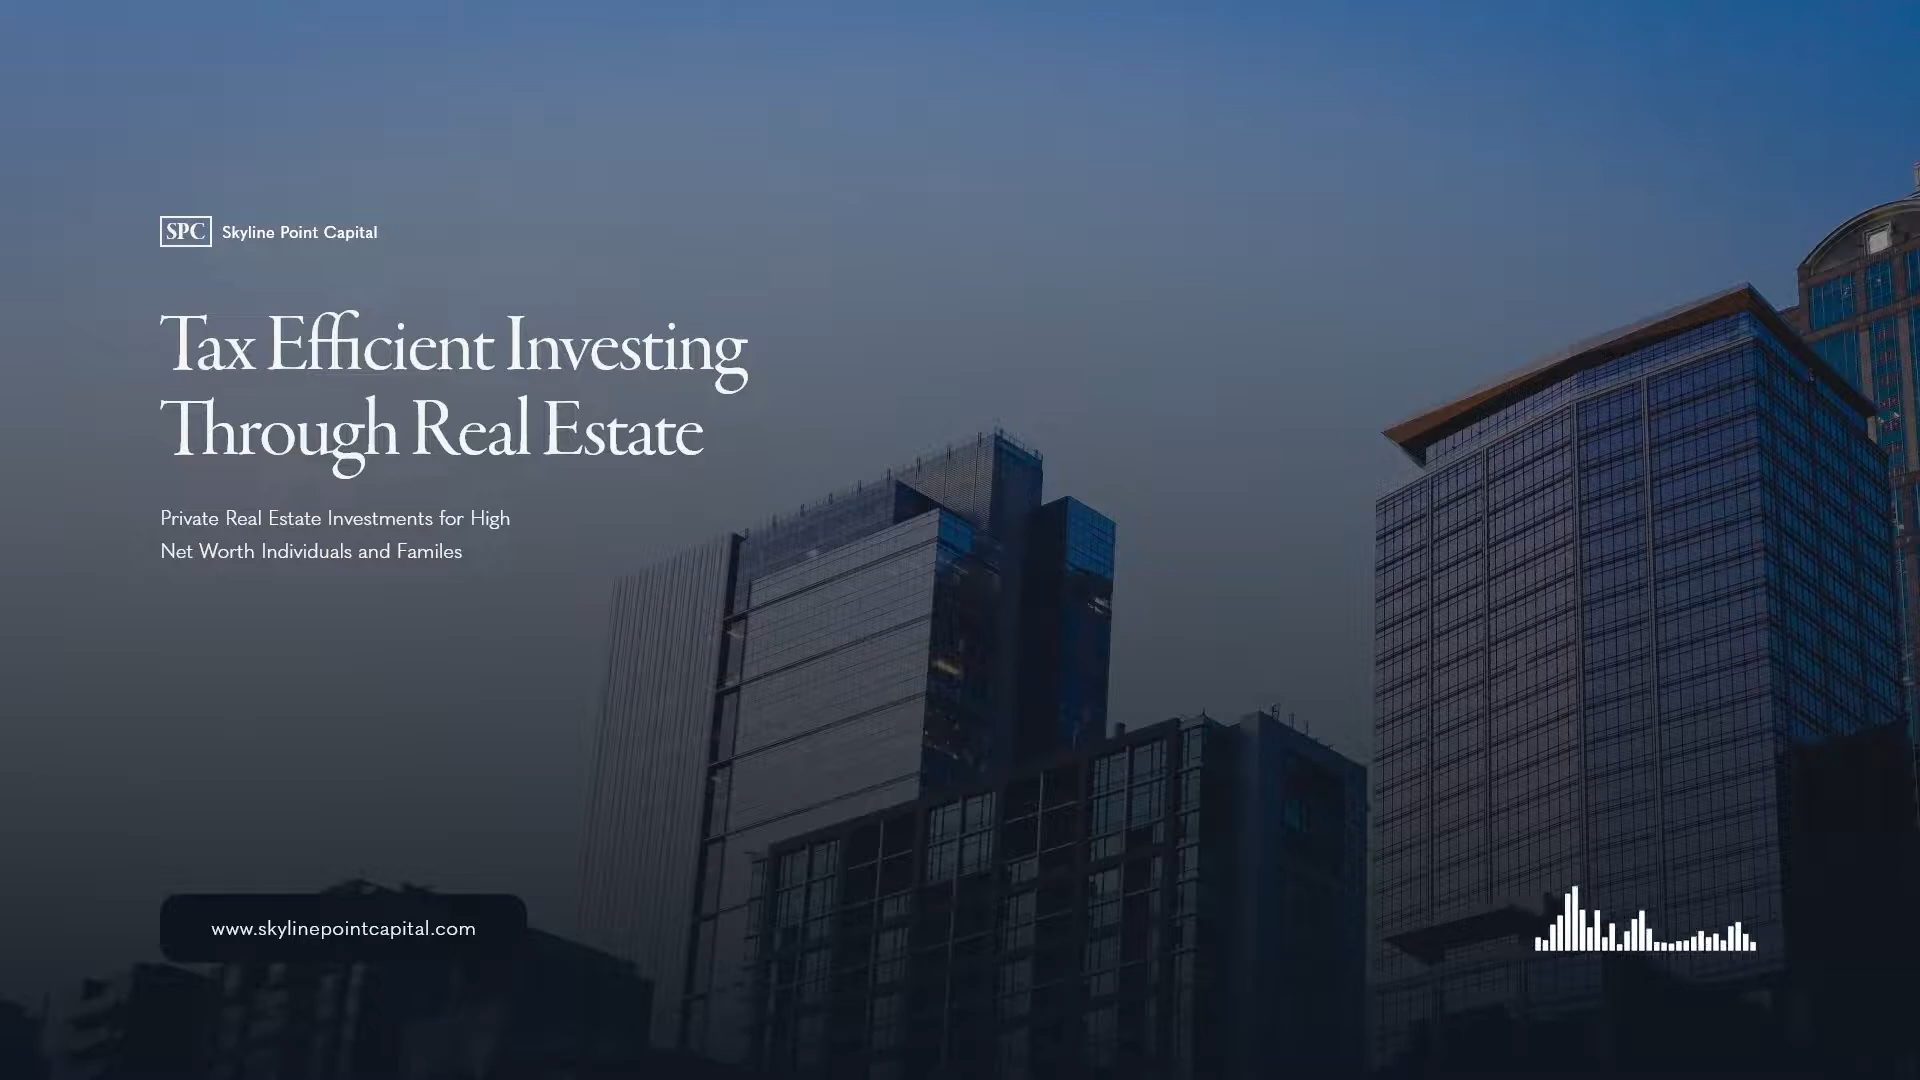 SPC Skyline Point Capital
Tax Efficient Investing
Through Real Estate
Private Real Estate Investments for High
Net Worth Individuals and Familes
www.skylinepointcapital.com